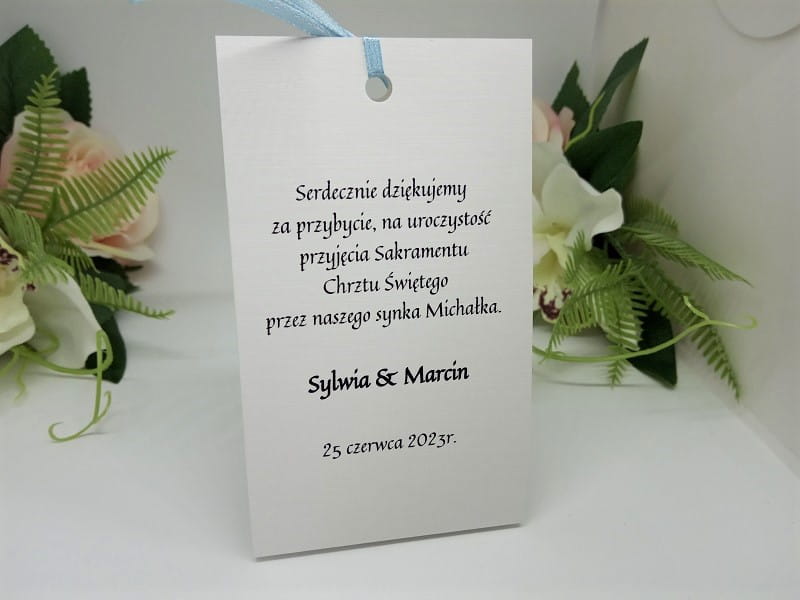 Serdecznie dziękujemy
za przybycie, na uroczystość
przyjęcia Sakramentu
Chrztu Świętego
przez naszego synka Michałka.
Sylwia & Marcin
25 czerwca 2023r.